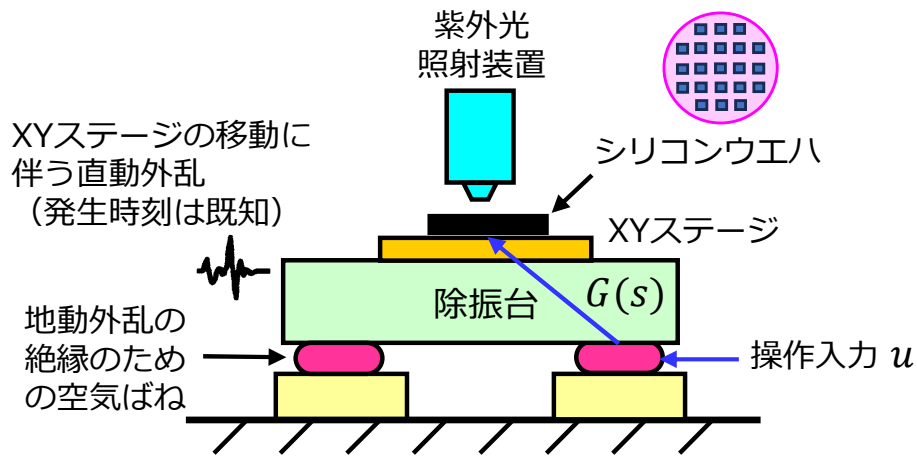 紫外光
照射装置
XYステージの移動に
伴う直動外乱
（発生時刻は既知）
シリコンウエハ
XYステージ
除振台
G(s)
地動外乱の
絶縁のため
の空気ばね
操作入力 u